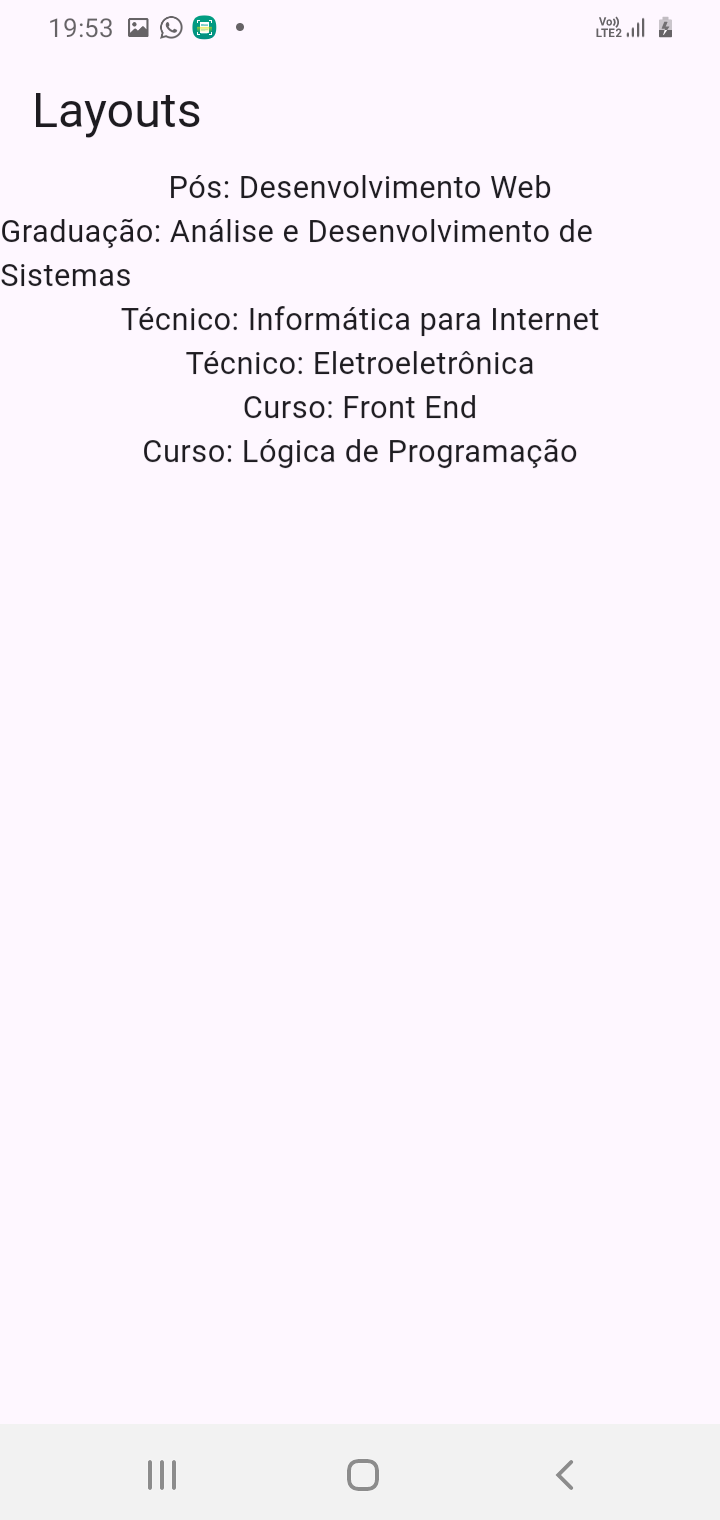 19:53
Vo))
LTE2
Layouts
Pós: Desenvolvimento Web
Graduação: Análise e Desenvolvimento de
Sistemas
Técnico: Informática para Internet
Técnico: Eletroeletrônica
Curso: Front End
Curso: Lógica de Programação